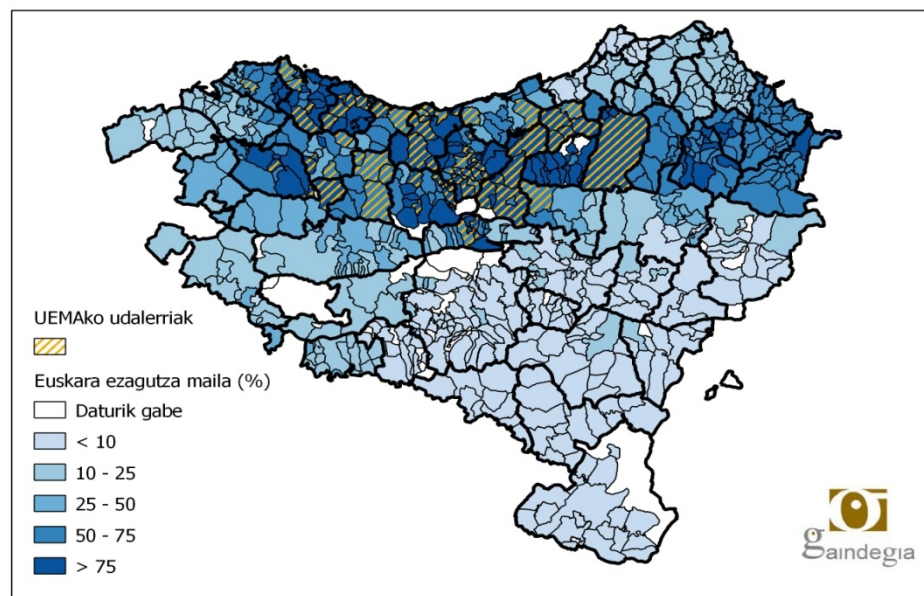 UEMAko udalerriak
Euskara ezagutza maila (%)
Daturik gabe
< 10
10 - 25
25 - 50
50 - 75
> 75
gaindegia